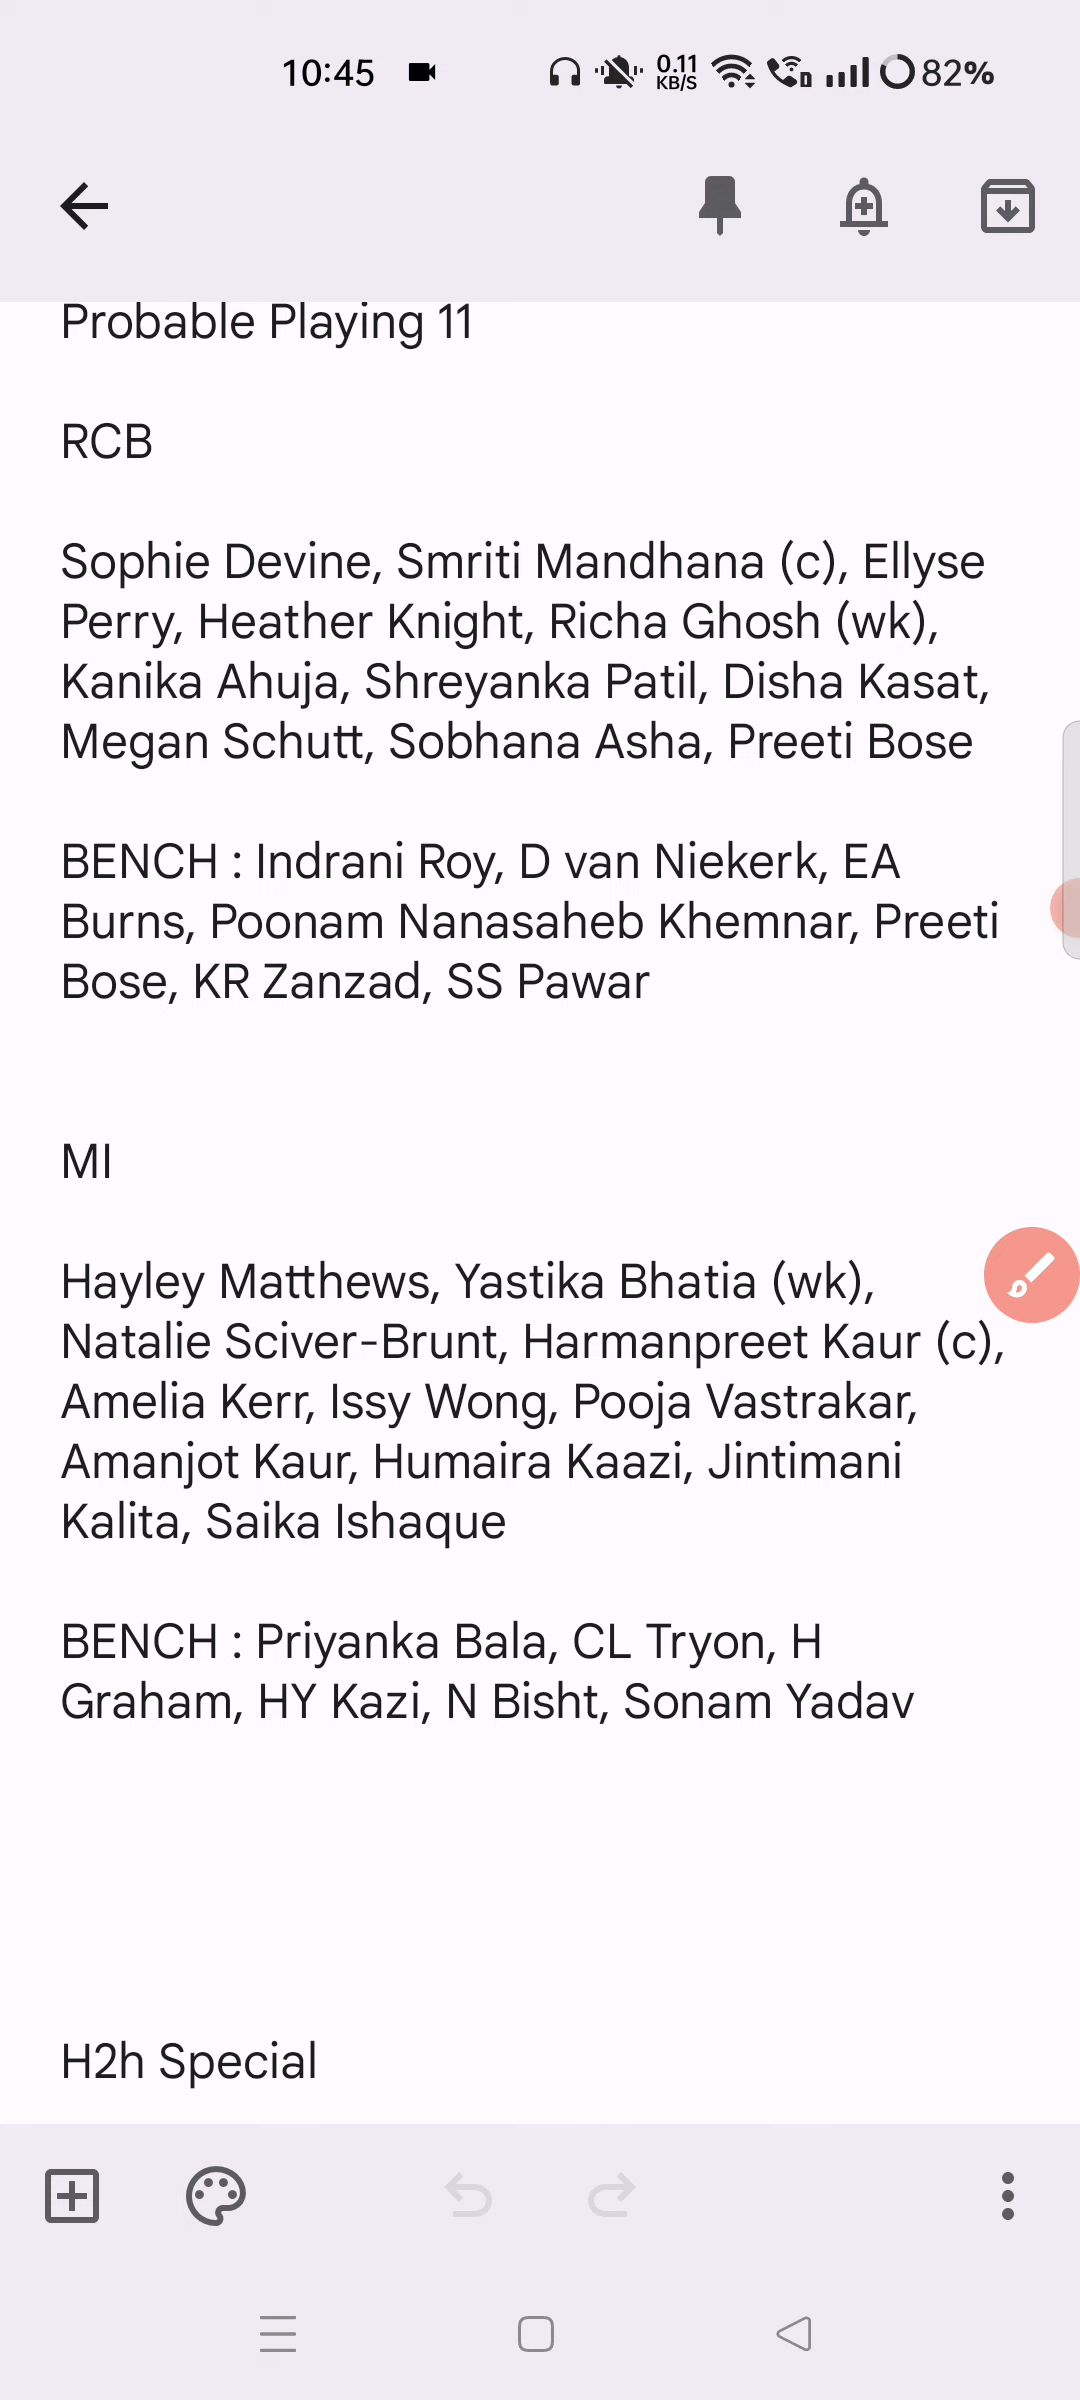 10:45 0.11 KB/S 82%
Probable Playing 11
RCB
Sophie Devine, Smriti Mandhana (c), Ellyse
Perry, Heather Knight, Richa Ghosh (wk),
Kanika Ahuja, Shreyanka Patil, Disha Kasat,
Megan Schutt, Sobhana Asha, Preeti Bose
BENCH : Indrani Roy, D van Niekerk, EA
Burns, Poonam Nanasaheb Khemnar, Preeti
Bose, KR Zanzad, SS Pawar
MI
Hayley Matthews, Yastika Bhatia (wk),
Natalie Sciver-Brunt, Harmanpreet Kaur (c),
Amelia Kerr, Issy Wong, Pooja Vastrakar,
Amanjot Kaur, Humaira Kaazi, Jintimani
Kalita, Saika Ishaque
BENCH : Priyanka Bala, CL Tryon, H
Graham, HY Kazi, N Bisht, Sonam Yadav
H2h Special